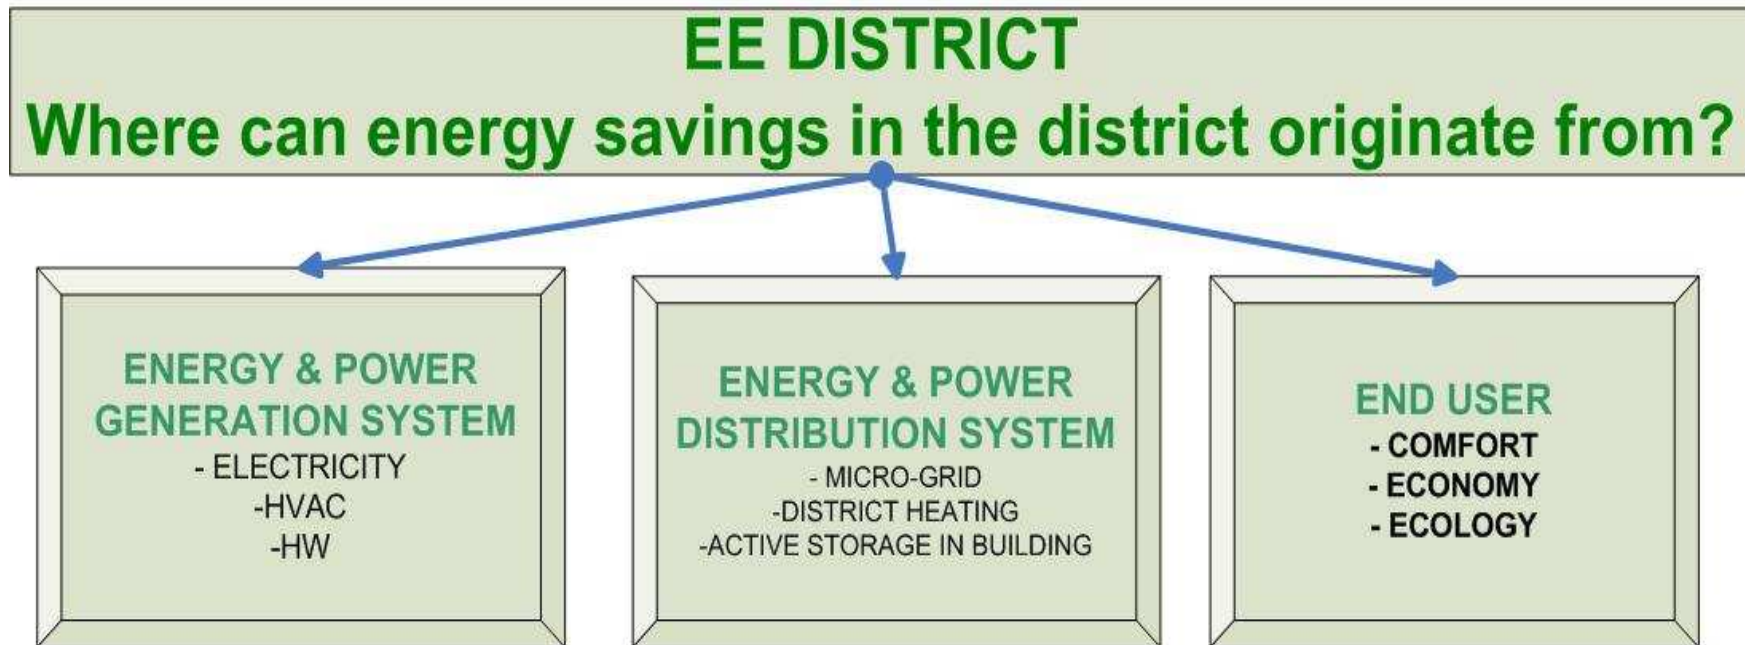 EE DISTRICT
Where can energy savings in the district originate from?
ENERGY & POWER
GENERATION SYSTEM
- ELECTRICITY
-HVAC
-HW
ENERGY & POWER
DISTRIBUTION SYSTEM
- MICRO-GRID
-DISTRICT HEATING
-ACTIVE STORAGE IN BUILDING
END USER
- COMFORT
- ECONOMY
- ECOLOGY